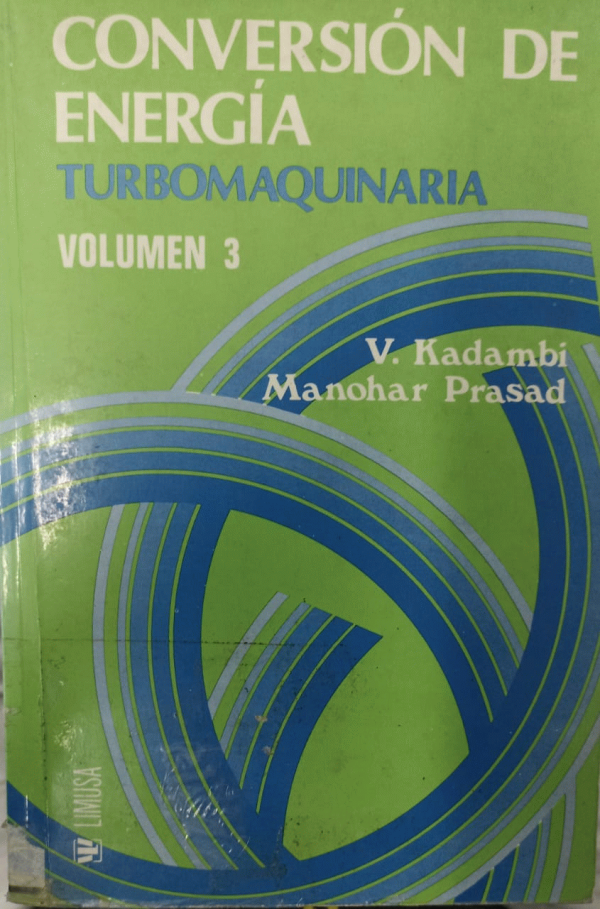 CONVERSIÓN DE
ENERGÍA
TURBOMAQUINARIA
VOLUMEN 3
V. Kadambi
Manohar Prasad
LIMUSA